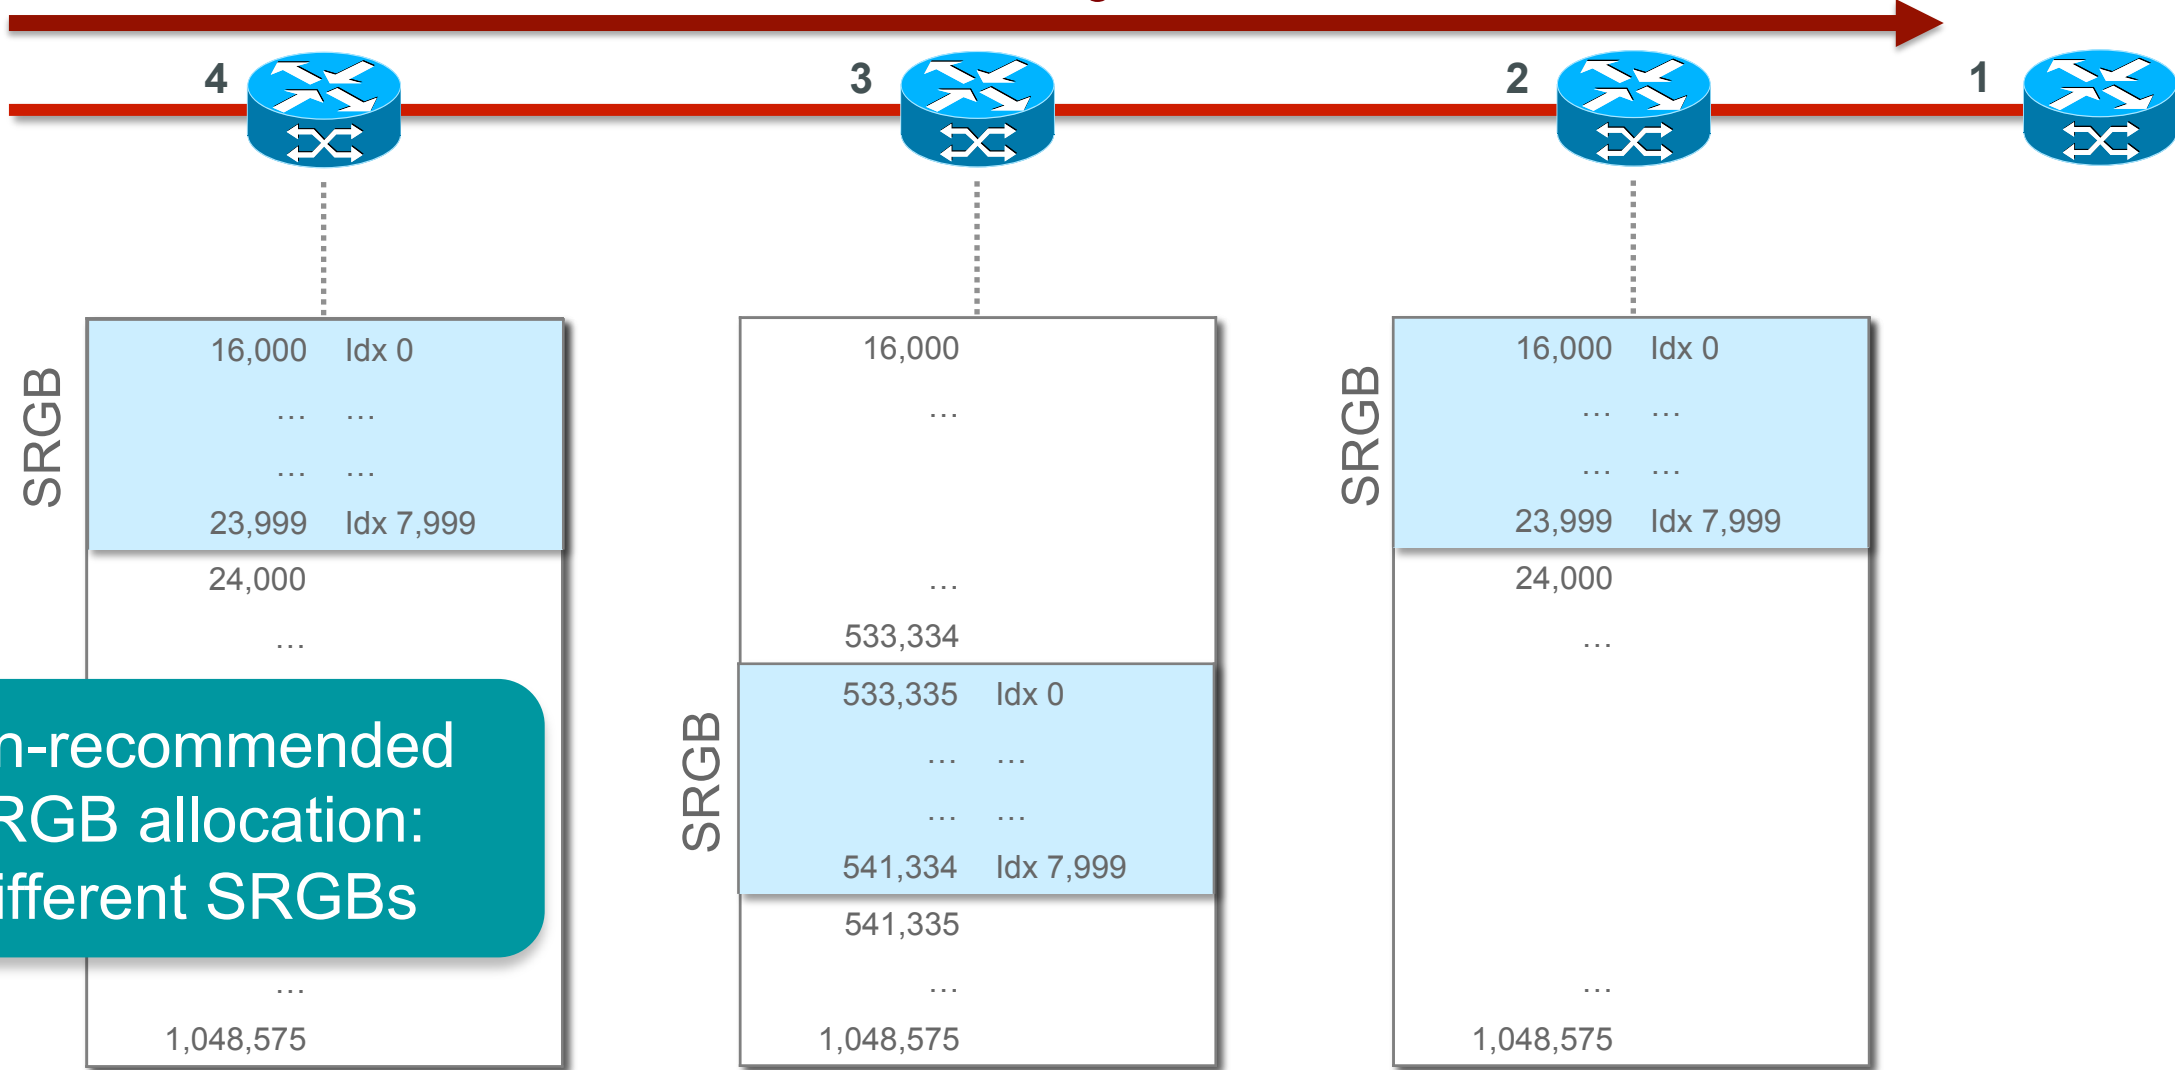 4
3
2
1
SRGB
16,000 Idx 0
… …
… …
23,999 Idx 7,999
24,000
…
n-recommended
RGB allocation:
ifferent SRGBs
…
1,048,575
16,000
…
…
533,334
SRGB
533,335 Idx 0
… …
… …
541,334 Idx 7,999
541,335
…
1,048,575
SRGB
16,000 Idx 0
… …
… …
23,999 Idx 7,999
24,000
…
…
1,048,575